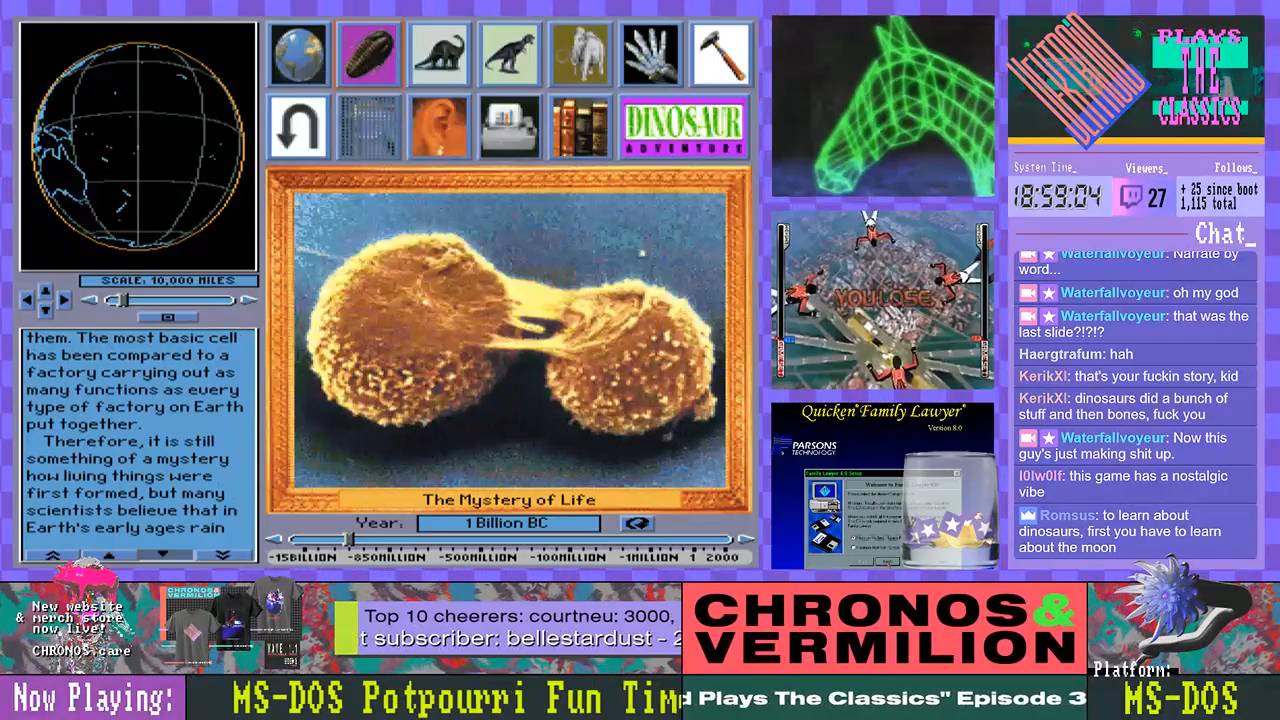 SCALE: 10,000 MILES
them. The most basic cell
has been compared to a
factory carrying out as
many functions as every
type of factory on Earth
put together.
Therefore, it is still
something of a mystery
how living things were
first formed, but many
scientists believe that in
Earth's early ages rain
DINOSAUR
ADVENTURE
The Mystery of Life
Year:
1 Billion BC
-15BILLION -850MILLION -500MILLION -100MILLION -1MILLION 1 2000
YOU LOSE
Quicken Family Lawyer
Version 8.0
PARSONS
TECHNOLOGY
PLAYS
THE
CLASSICS
System Time_
Viewers_
Follows_
18:59:04
27
+ 25 since boot
1,115 total
Chat_
Waterfallvoyeur: Narrate by
word...
Waterfallvoyeur: oh my god
Waterfallvoyeur: that was the
last slide?!?!?
Haergtrafum: hah
KerikXI: that's your fuckin story, kid
KerikXI: dinosaurs did a bunch of
stuff and then bones, fuck you
Waterfallvoyeur: Now this
guy's just making shit up.
l0lw0lf: this game has a nostalgic
vibe
Romsus: to learn about
dinosaurs, first you have to learn
about the moon
New website
& merch store
now live!
CHRONOS.care
Top 10 cheerers: courtneu: 3000,
t subscriber: bellestardust - 2
CHRONOS&
VERMILION
Platform:
MS-DOS
Now Playing:
MS-DOS Potpourri Fun Tim
d Plays The Classics" Episode 3